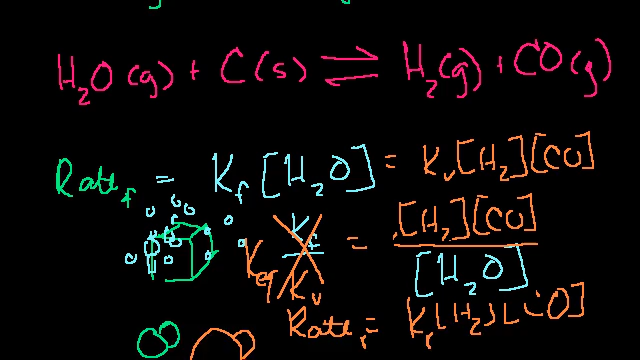 H₂O (g) + C (s) ⇌ H₂(g) + CO(g)
Rate_f = K_f [H₂O] = K_r [H₂][CO]
K_eq K_f / K_r = [H₂][CO] / [H₂O]
Rate_r = K_r [H₂][CO]